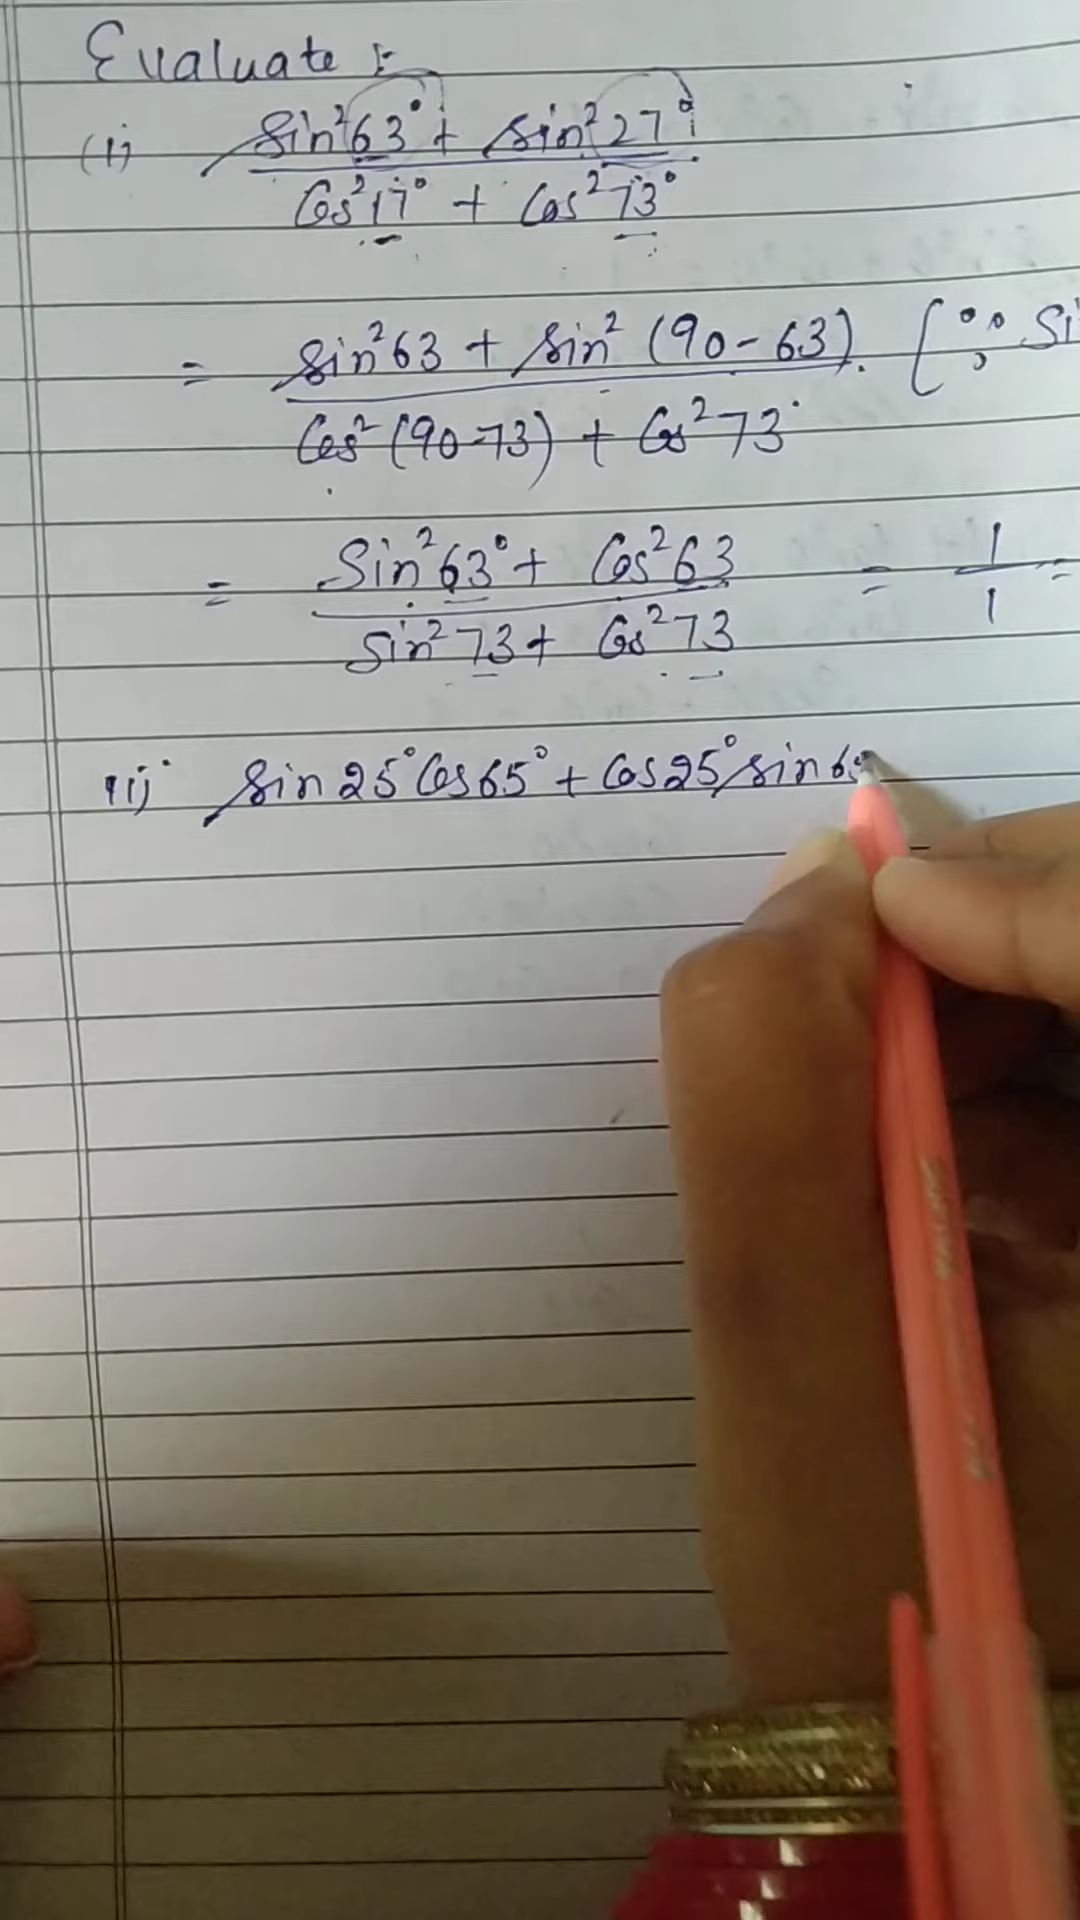 Evaluate :-
(i) sin²63° + sin²27°
Cos²17° + Cos²73°
= sin²63 + sin² (90-63) [∵ Si
Cos² (90-73) + Cos²73
= Sin²63° + Cos²63 = 1 =
Sin²73 + Cos²73 1
ii) sin25°Cos65° + Cos25°sin6